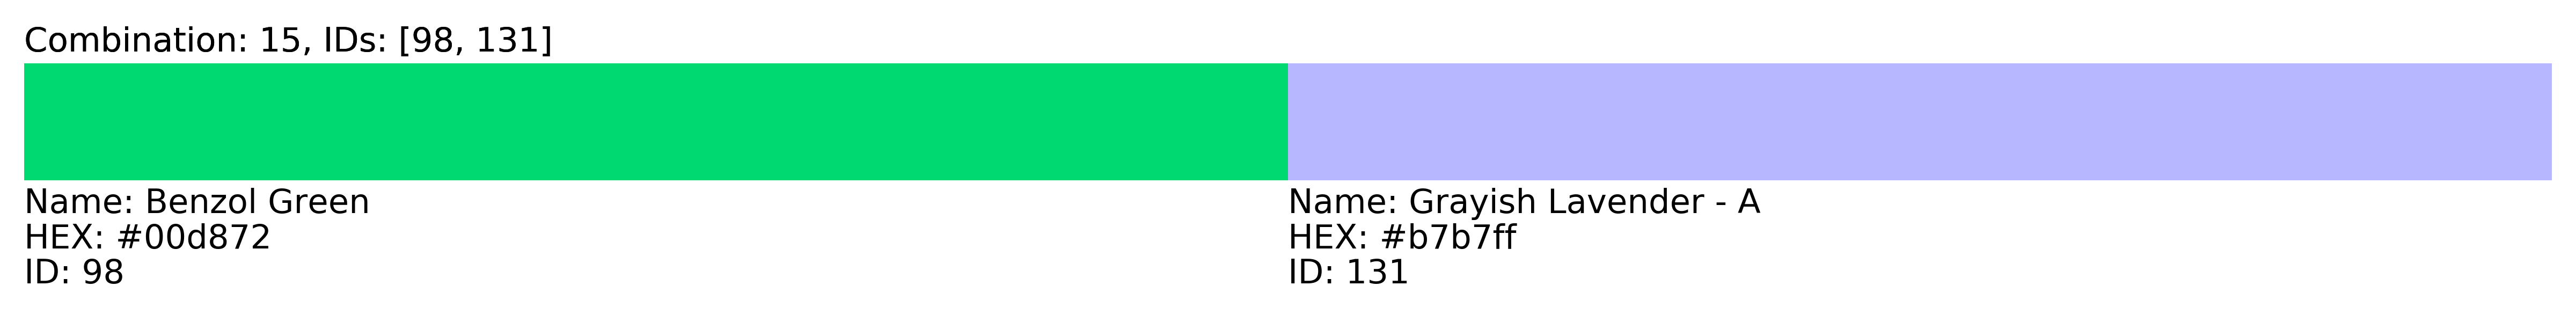 Combination: 15, IDs: [98, 131]
Name: Benzol Green
HEX: #00d872
ID: 98
Name: Grayish Lavender - A
HEX: #b7b7ff
ID: 131